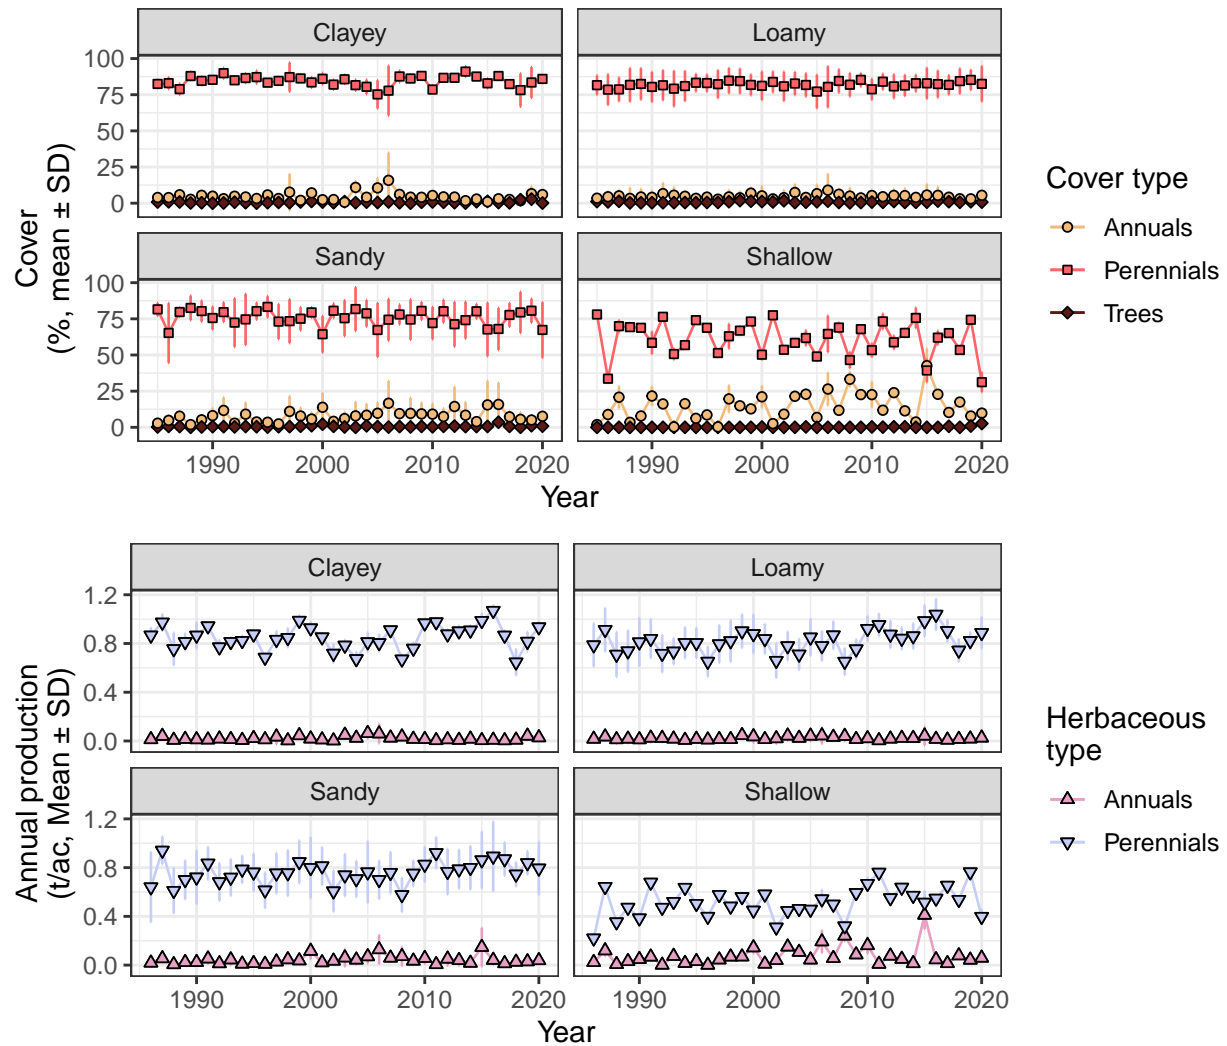 Clayey
Loamy
100
75
50
25
0
Sandy
Shallow
100
75
50
25
0
1990
2000
2010
2020
1990
2000
2010
2020
Year
Cover
(%, mean ± SD)
Cover type
Annuals
Perennials
Trees
Clayey
Loamy
1.2
0.8
0.4
0.0
Sandy
Shallow
1.2
0.8
0.4
0.0
1990
2000
2010
2020
1990
2000
2010
2020
Year
Annual production
(t/ac, Mean ± SD)
Herbaceous
type
Annuals
Perennials